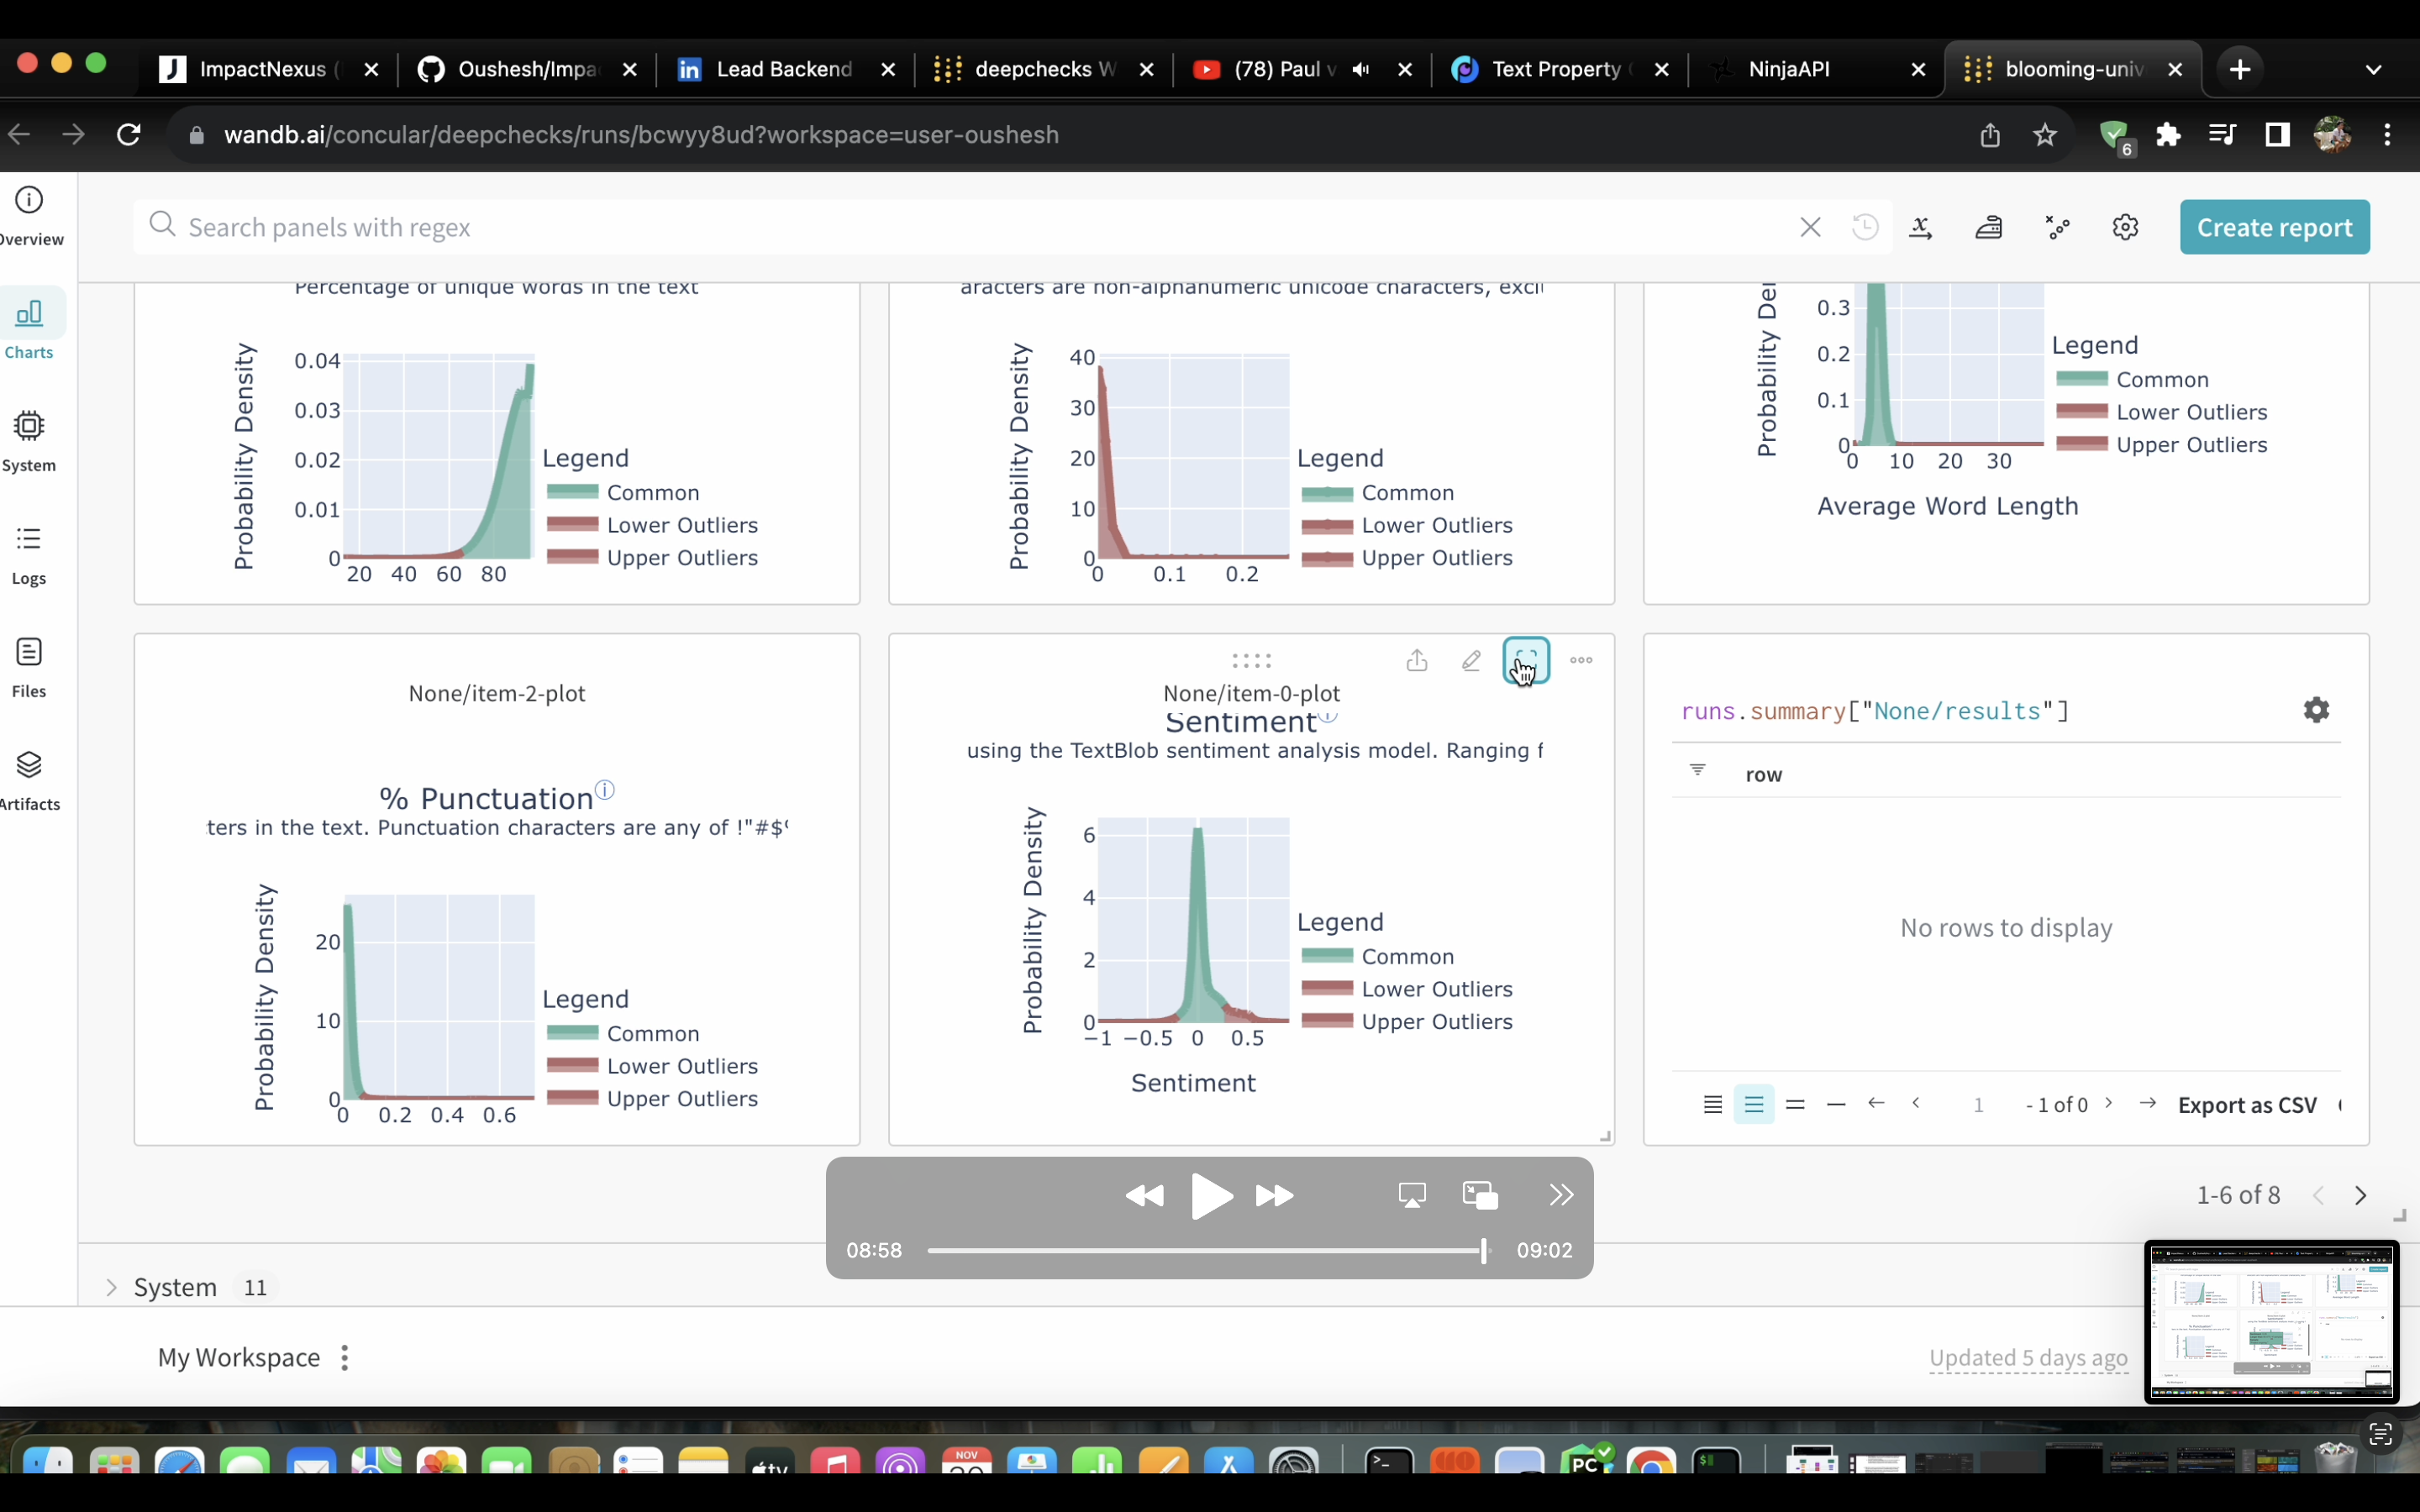 ImpactNexus (
Oushesh/Impa
Lead Backend
deepchecks W
(78) Paul v
Text Property (
NinjaAPI
blooming-univ
wandb.ai/concular/deepchecks/runs/bcwyy8ud?workspace=user-oushesh
6
Overview
Charts
System
Logs
Files
Artifacts
Search panels with regex
Create report
Percentage of unique words in the text
Probability Density
0.04
0.03
0.02
0.01
0
20 40 60 80
Legend
Common
Lower Outliers
Upper Outliers
aracters are non-alphanumeric unicode characters, excl
Probability Density
40
30
20
10
0
0 0.1 0.2
Legend
Common
Lower Outliers
Upper Outliers
Probability Der
0.3
0.2
0.1
0
0 10 20 30
Average Word Length
Legend
Common
Lower Outliers
Upper Outliers
None/item-2-plot
% Punctuation
ters in the text. Punctuation characters are any of !"#$
Probability Density
20
10
0
0 0.2 0.4 0.6
Legend
Common
Lower Outliers
Upper Outliers
None/item-0-plot
Sentiment
using the TextBlob sentiment analysis model. Ranging f
Probability Density
6
4
2
0
−1 −0.5 0 0.5
Sentiment
Legend
Common
Lower Outliers
Upper Outliers
runs.summary["None/results"]
row
No rows to display
1 - 1 of 0
Export as CSV
1-6 of 8
08:58
09:02
System 11
My Workspace
Updated 5 days ago
NOV
tv
PC